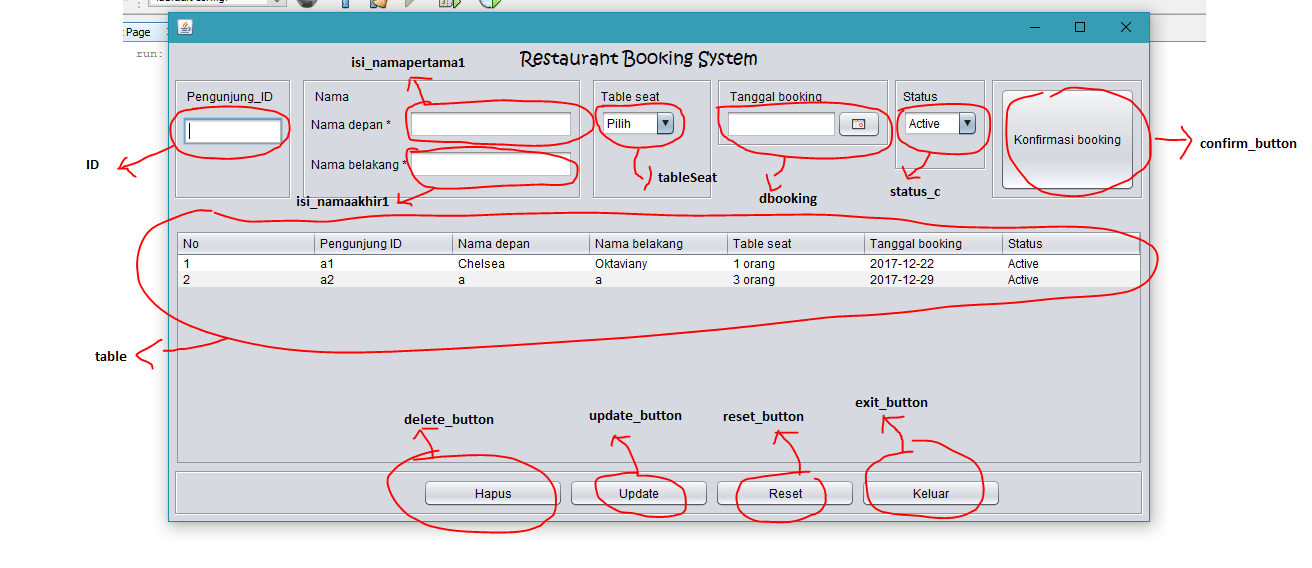 Page
run:
Restaurant Booking System
isi_namapertama1
Pengunjung_ID
Nama
Table seat
Tanggal booking
Status
Nama depan *
Pilih
Active
Konfirmasi booking
confirm_button
ID
Nama belakang *
tableSeat
isi_namaakhir1
dbooking
status_c
No Pengunjung ID Nama depan Nama belakang Table seat Tanggal booking Status
1 a1 Chelsea Oktaviany 1 orang 2017-12-22 Active
2 a2 a a 3 orang 2017-12-29 Active
table
delete_button
update_button
reset_button
exit_button
Hapus
Update
Reset
Keluar